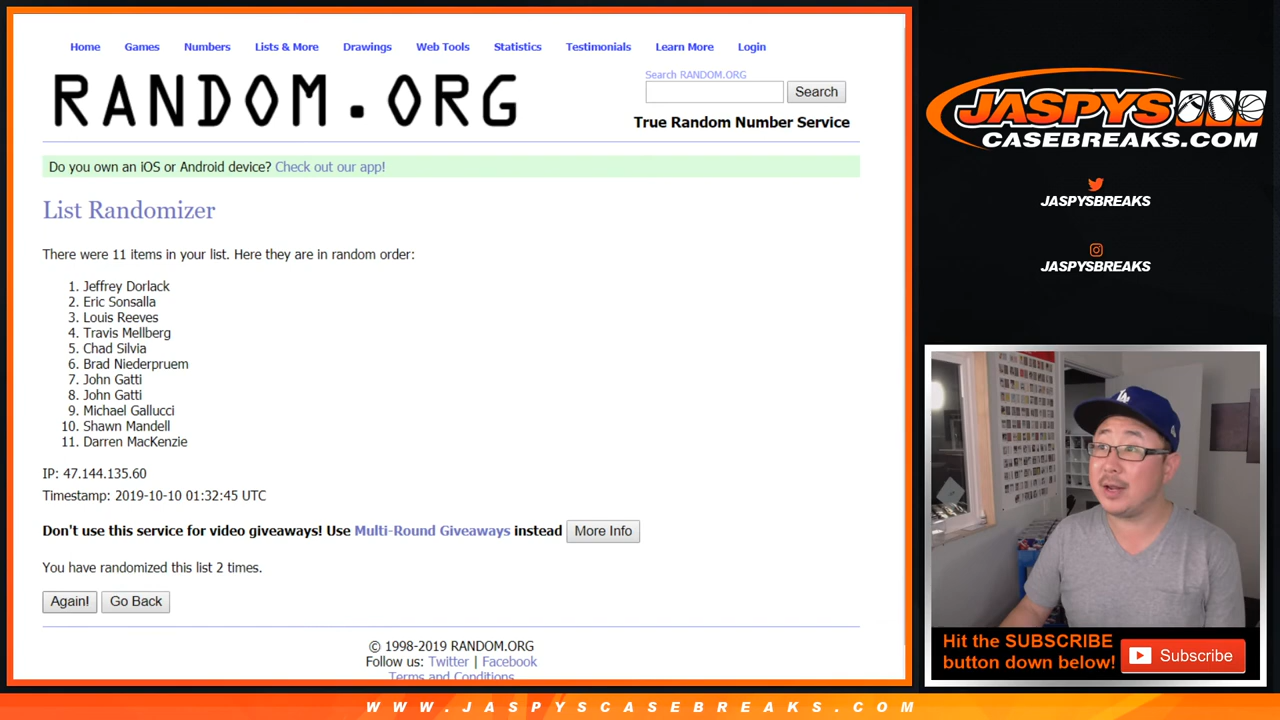 Home Games Numbers Lists & More Drawings Web Tools Statistics Testimonials Learn More Login
RANDOM.ORG
Search RANDOM.ORG
Search
True Random Number Service
Do you own an iOS or Android device? Check out our app!
List Randomizer
There were 11 items in your list. Here they are in random order:
1. Jeffrey Dorlack
2. Eric Sonsalla
3. Louis Reeves
4. Travis Mellberg
5. Chad Silvia
6. Brad Niederpruem
7. John Gatti
8. John Gatti
9. Michael Gallucci
10. Shawn Mandell
11. Darren MacKenzie
IP: 47.144.135.60
Timestamp: 2019-10-10 01:32:45 UTC
Don't use this service for video giveaways! Use Multi-Round Giveaways instead More Info
You have randomized this list 2 times.
Again! Go Back
© 1998-2019 RANDOM.ORG
Follow us: Twitter | Facebook
Terms and Conditions
JASPYS
CASEBREAKS.COM
JASPYSBREAKS
JASPYSBREAKS
LA
Hit the SUBSCRIBE
button down below!
Subscribe
WWW.JASPYSCASEBREAKS.COM